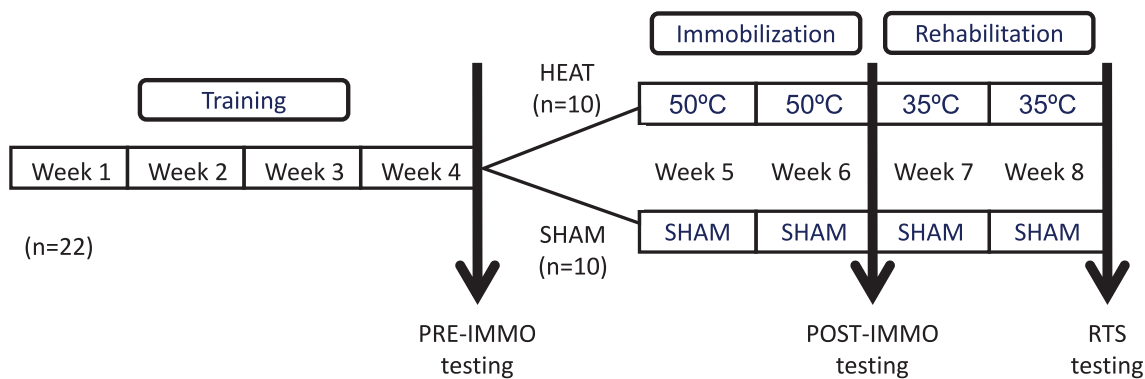 Immobilization
Rehabilitation
HEAT
(n=10)
50ºC
50ºC
35ºC
35ºC
Training
Week 1
Week 2
Week 3
Week 4
Week 5
Week 6
Week 7
Week 8
(n=22)
SHAM
(n=10)
SHAM
SHAM
SHAM
SHAM
PRE-IMMO
testing
POST-IMMO
testing
RTS
testing